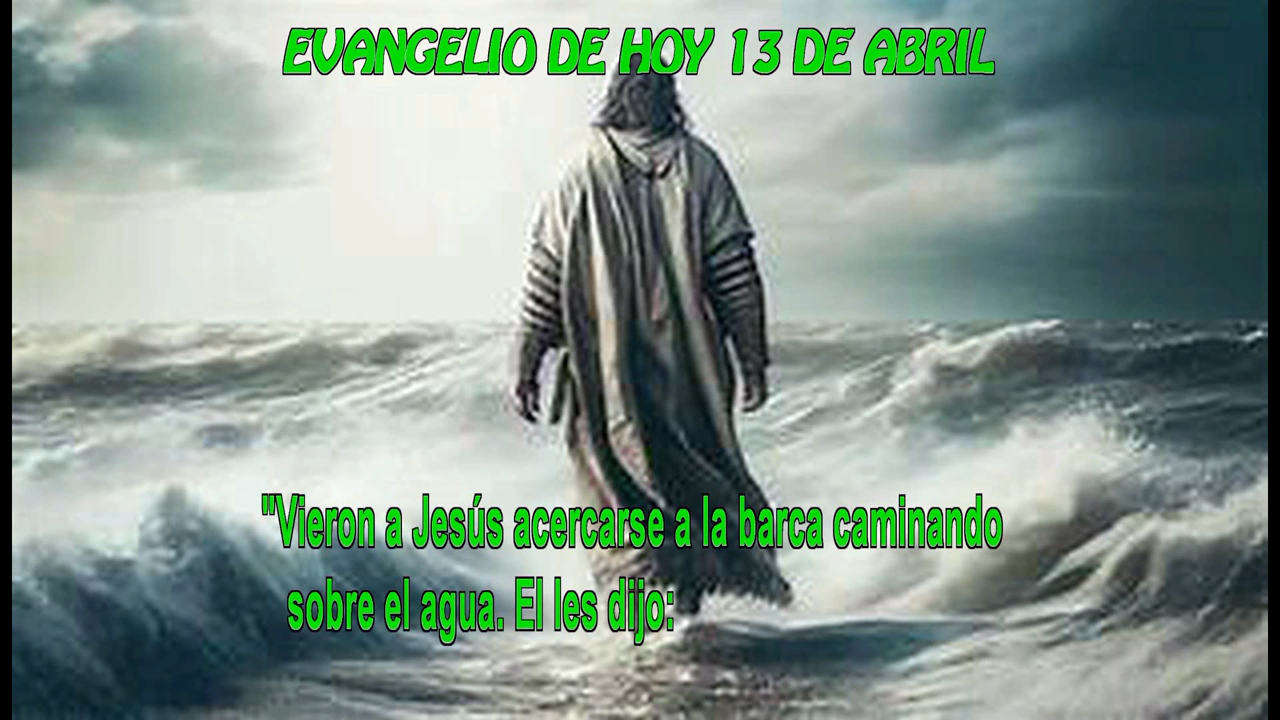 EVANGELIO DE HOY 13 DE ABRIL
"Vieron a Jesús acercarse a la barca caminando
sobre el agua. El les dijo: